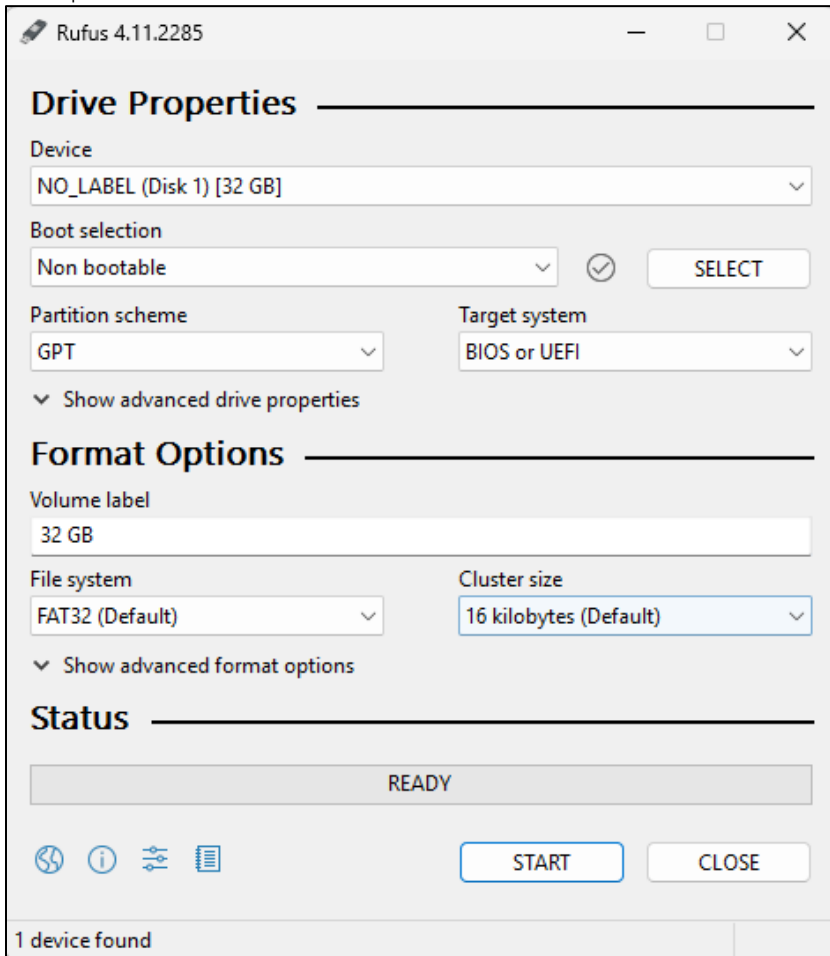 Rufus 4.11.2285
Drive Properties
Device
NO_LABEL (Disk 1) [32 GB]
Boot selection
Non bootable
SELECT
Partition scheme
Target system
GPT
BIOS or UEFI
Show advanced drive properties
Format Options
Volume label
32 GB
File system
Cluster size
FAT32 (Default)
16 kilobytes (Default)
Show advanced format options
Status
READY
START
CLOSE
1 device found